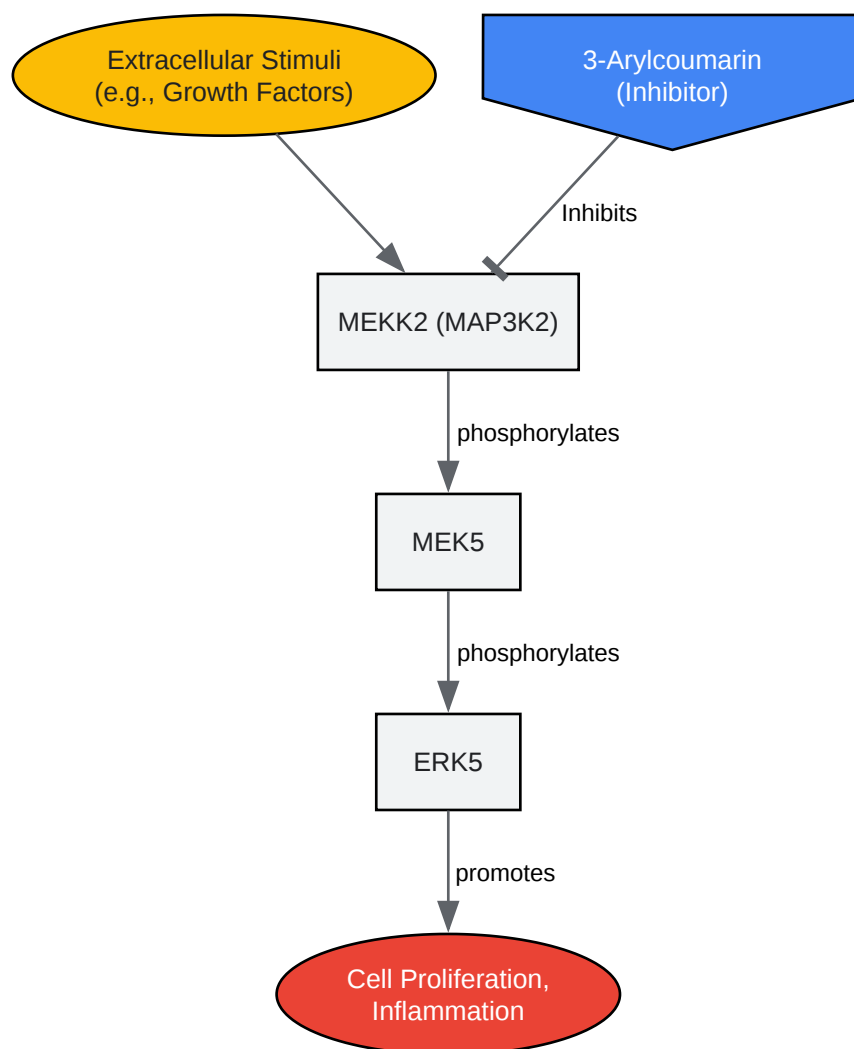 Extracellular Stimuli
(e.g., Growth Factors)
3-Arylcoumarin
(Inhibitor)
Inhibits
MEKK2 (MAP3K2)
phosphorylates
MEK5
phosphorylates
ERK5
promotes
Cell Proliferation,
Inflammation